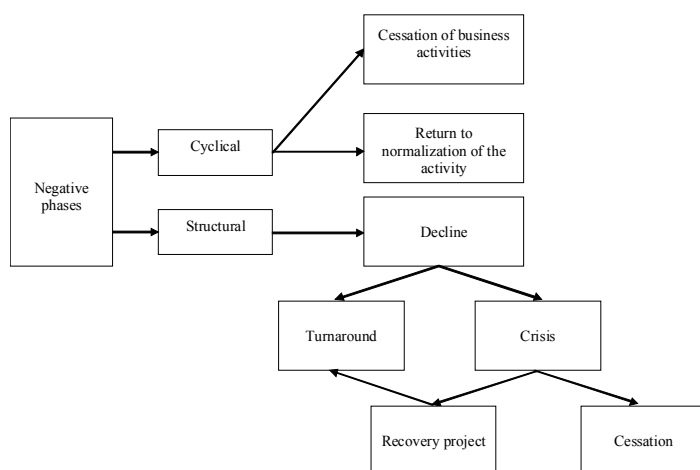 Cessation of business
activities
Cyclical
Return to
normalization of the
activity
Negative
phases
Structural
Decline
Turnaround
Crisis
Recovery project
Cessation